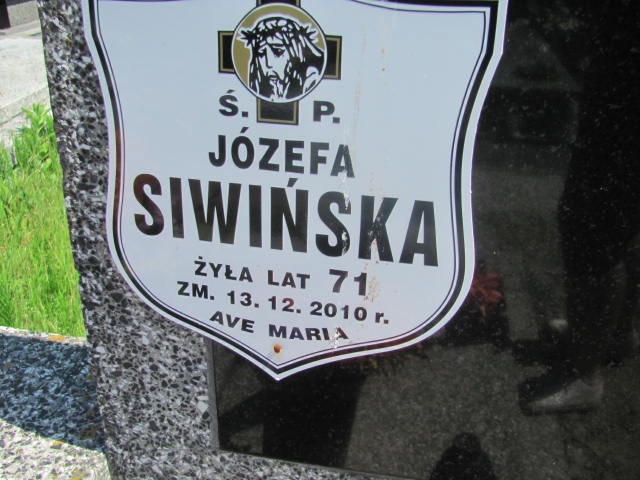 Ś. P.
JÓZEFA
SIWIŃSKA
ŻYŁA LAT 71
ZM. 13.12.2010 r.
AVE MARIA